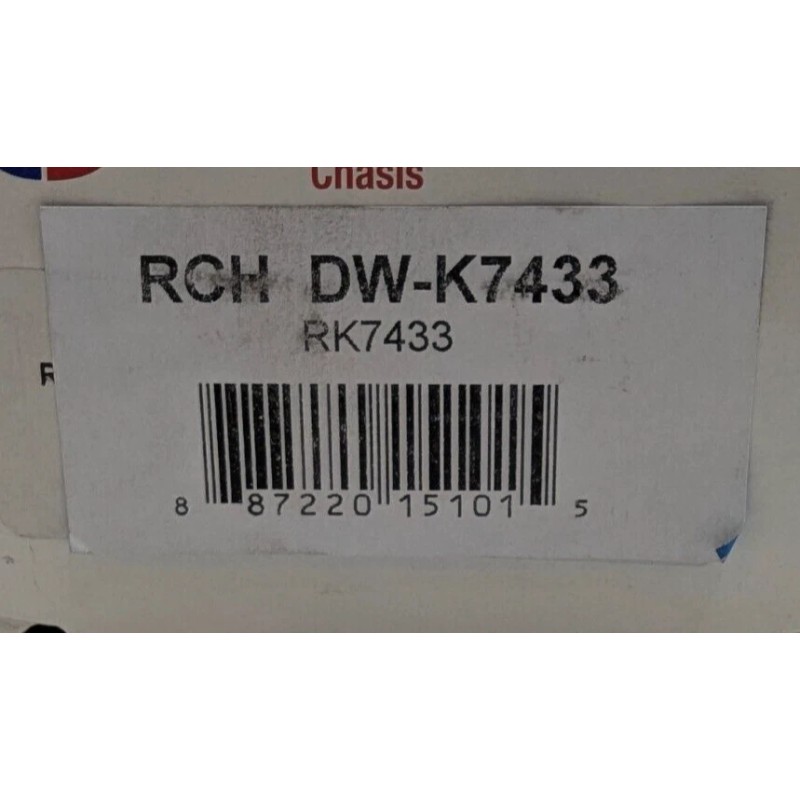 Chasis
RCH DW-K7433
RK7433
R
8 87220 15101 5